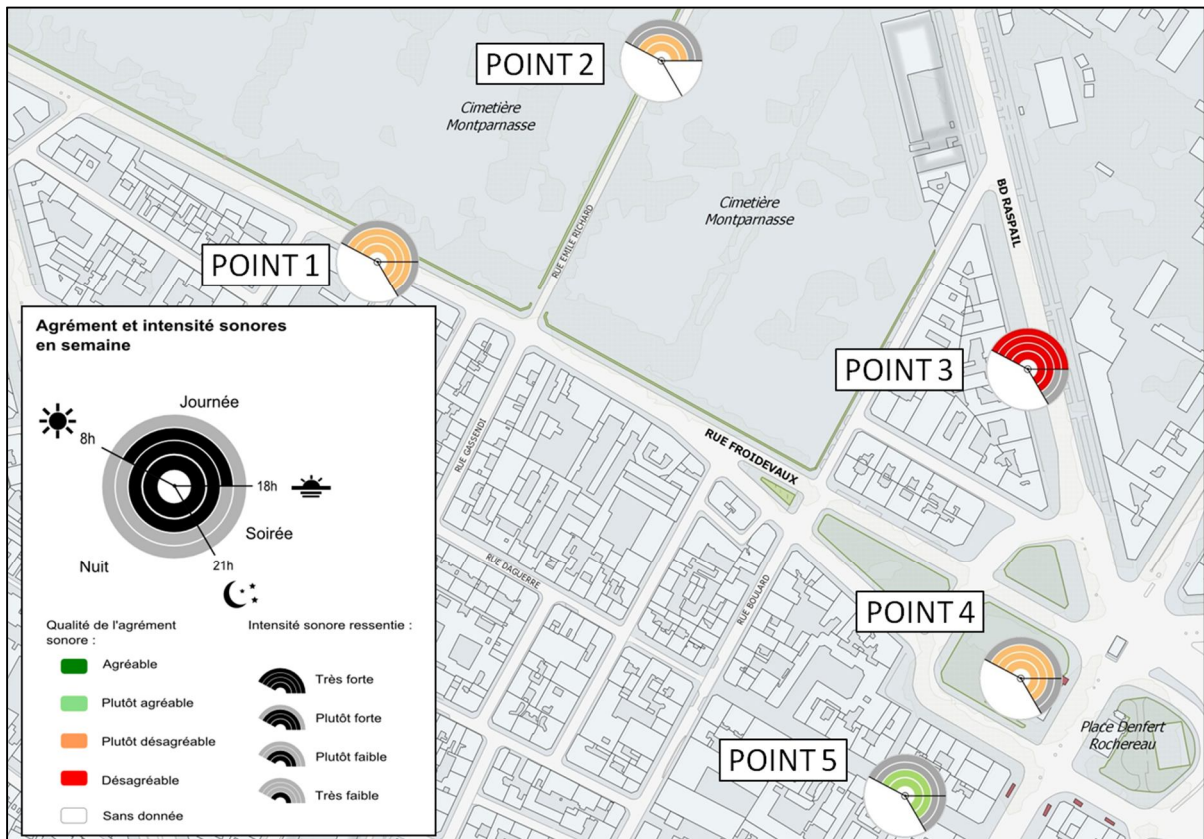 POINT 2
Cimetière
Montparnasse
Cimetière
Montparnasse
BD RASPAIL
RUE EMILE RICHARD
POINT 1
POINT 3
RUE GASSENDI
RUE FROIDEVAUX
RUE DAGUERRE
RUE BOULARD
POINT 4
Place Denfert
Rochereau
POINT 5
Agrément et intensité sonores
en semaine
Journée
8h
18h
Soirée
Nuit
21h
Qualité de l'agrément
sonore :
Agréable
Plutôt agréable
Plutôt désagréable
Désagréable
Sans donnée
Intensité sonore ressentie :
Très forte
Plutôt forte
Plutôt faible
Très faible